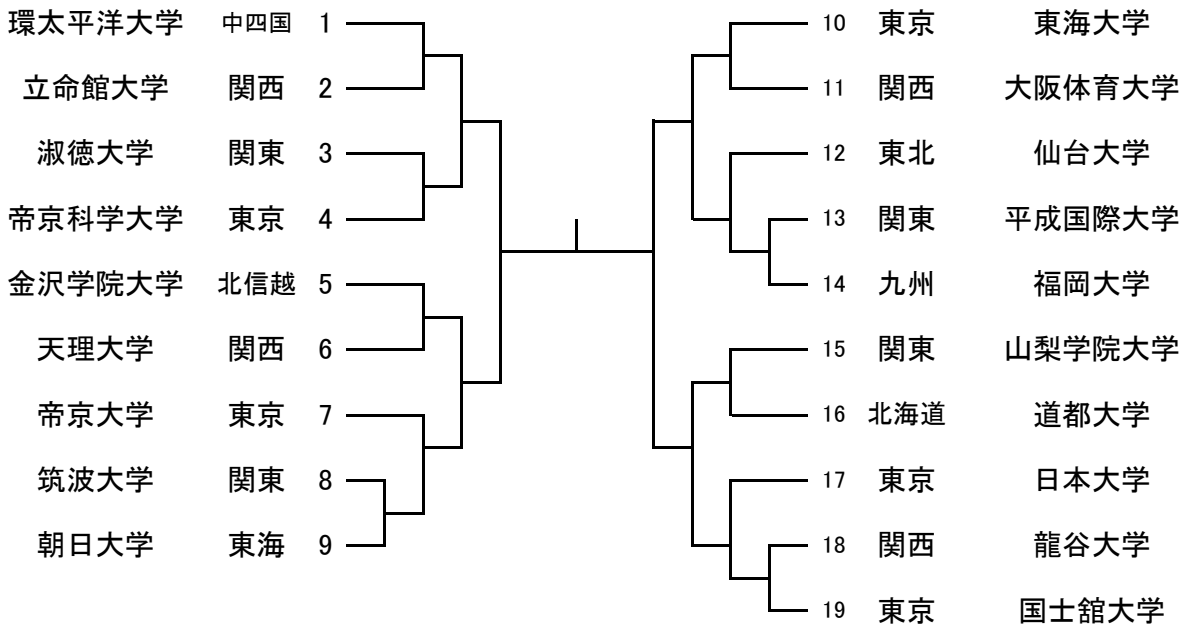 環太平洋大学 中四国 1
立命館大学 関西 2
淑徳大学 関東 3
帝京科学大学 東京 4
金沢学院大学 北信越 5
天理大学 関西 6
帝京大学 東京 7
筑波大学 関東 8
朝日大学 東海 9
10 東京 東海大学
11 関西 大阪体育大学
12 東北 仙台大学
13 関東 平成国際大学
14 九州 福岡大学
15 関東 山梨学院大学
16 北海道 道都大学
17 東京 日本大学
18 関西 龍谷大学
19 東京 国士舘大学